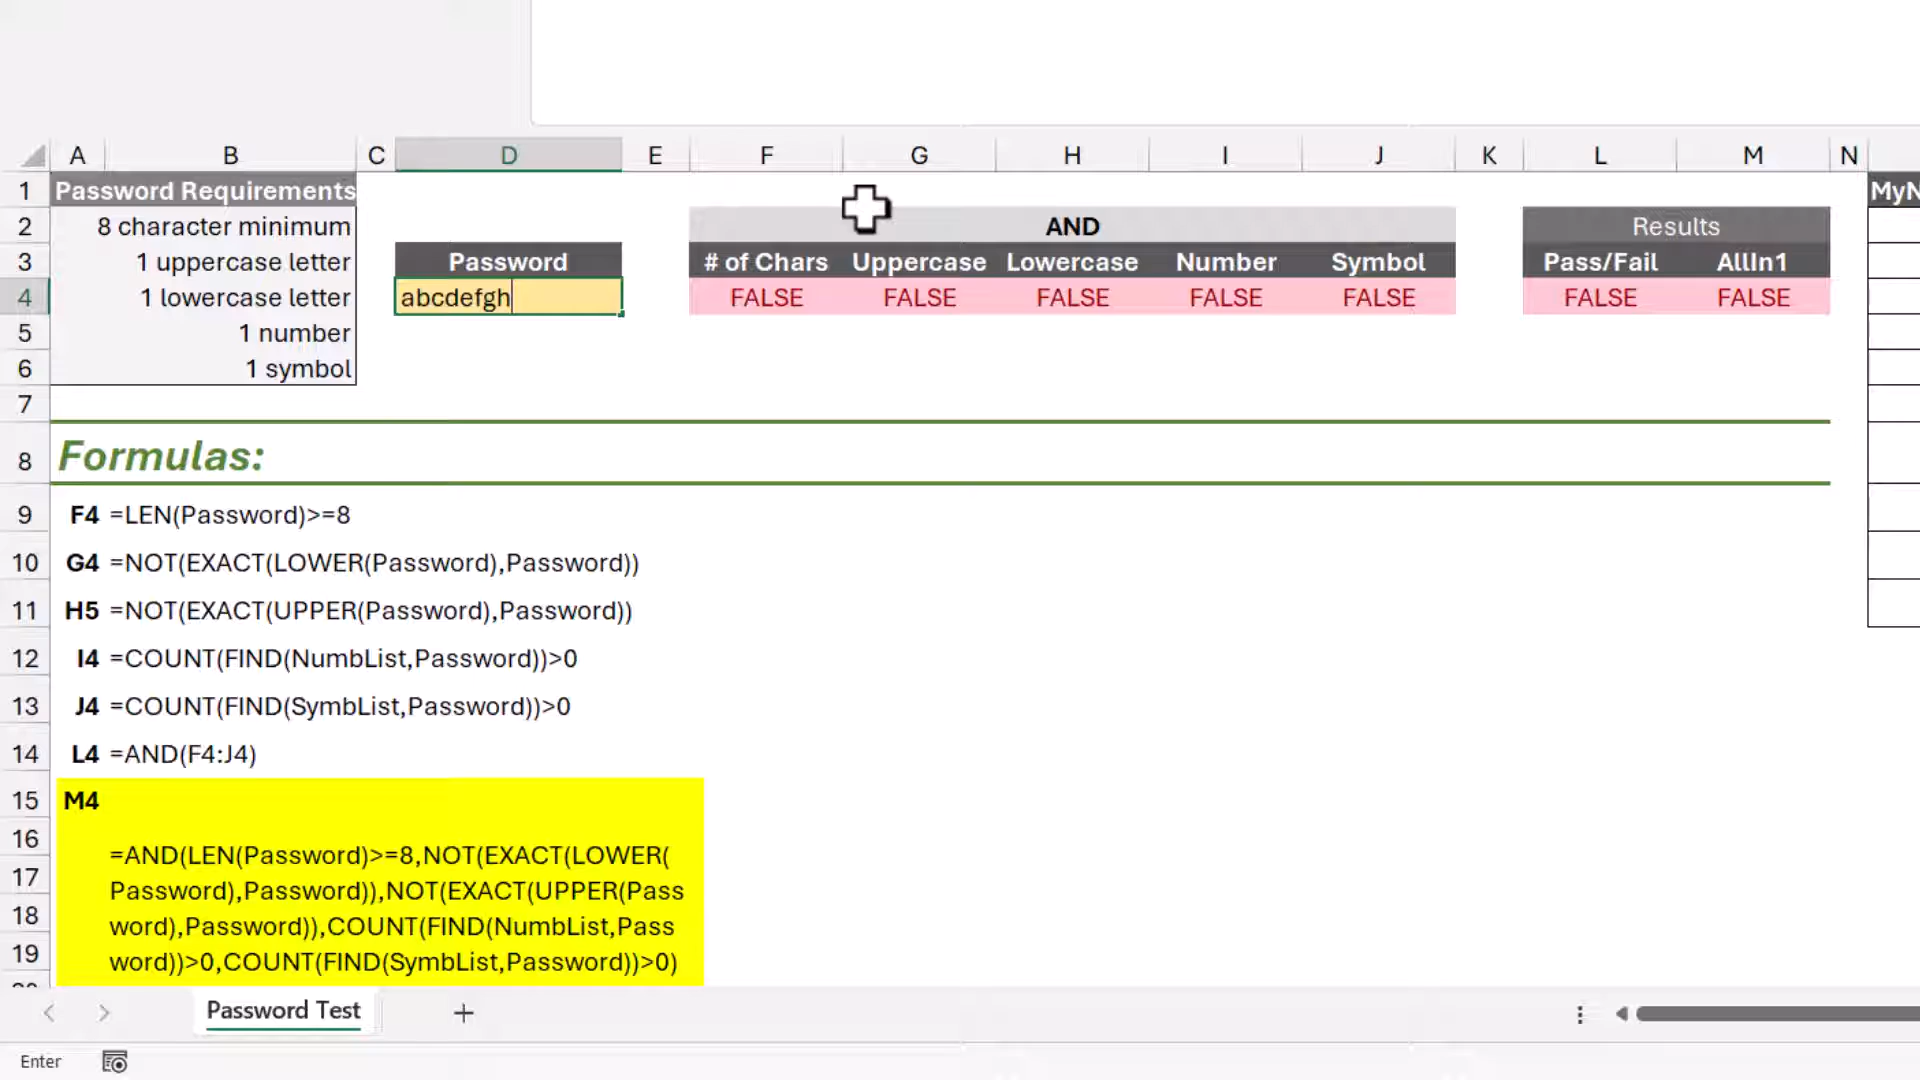 A B C D E F G H I J K L M N
1 Password Requirements MyN
2 8 character minimum AND Results
3 1 uppercase letter Password # of Chars Uppercase Lowercase Number Symbol Pass/Fail AllIn1
4 1 lowercase letter abcdefgh FALSE FALSE FALSE FALSE FALSE FALSE FALSE
5 1 number
6 1 symbol
7
8 Formulas:
9 F4 =LEN(Password)>=8
10 G4 =NOT(EXACT(LOWER(Password),Password))
11 H5 =NOT(EXACT(UPPER(Password),Password))
12 I4 =COUNT(FIND(NumbList,Password))>0
13 J4 =COUNT(FIND(SymbList,Password))>0
14 L4 =AND(F4:J4)
15 M4
16 =AND(LEN(Password)>=8,NOT(EXACT(LOWER(
17 Password),Password)),NOT(EXACT(UPPER(Pass
18 word),Password)),COUNT(FIND(NumbList,Pass
19 word))>0,COUNT(FIND(SymbList,Password))>0)
Password Test
Enter